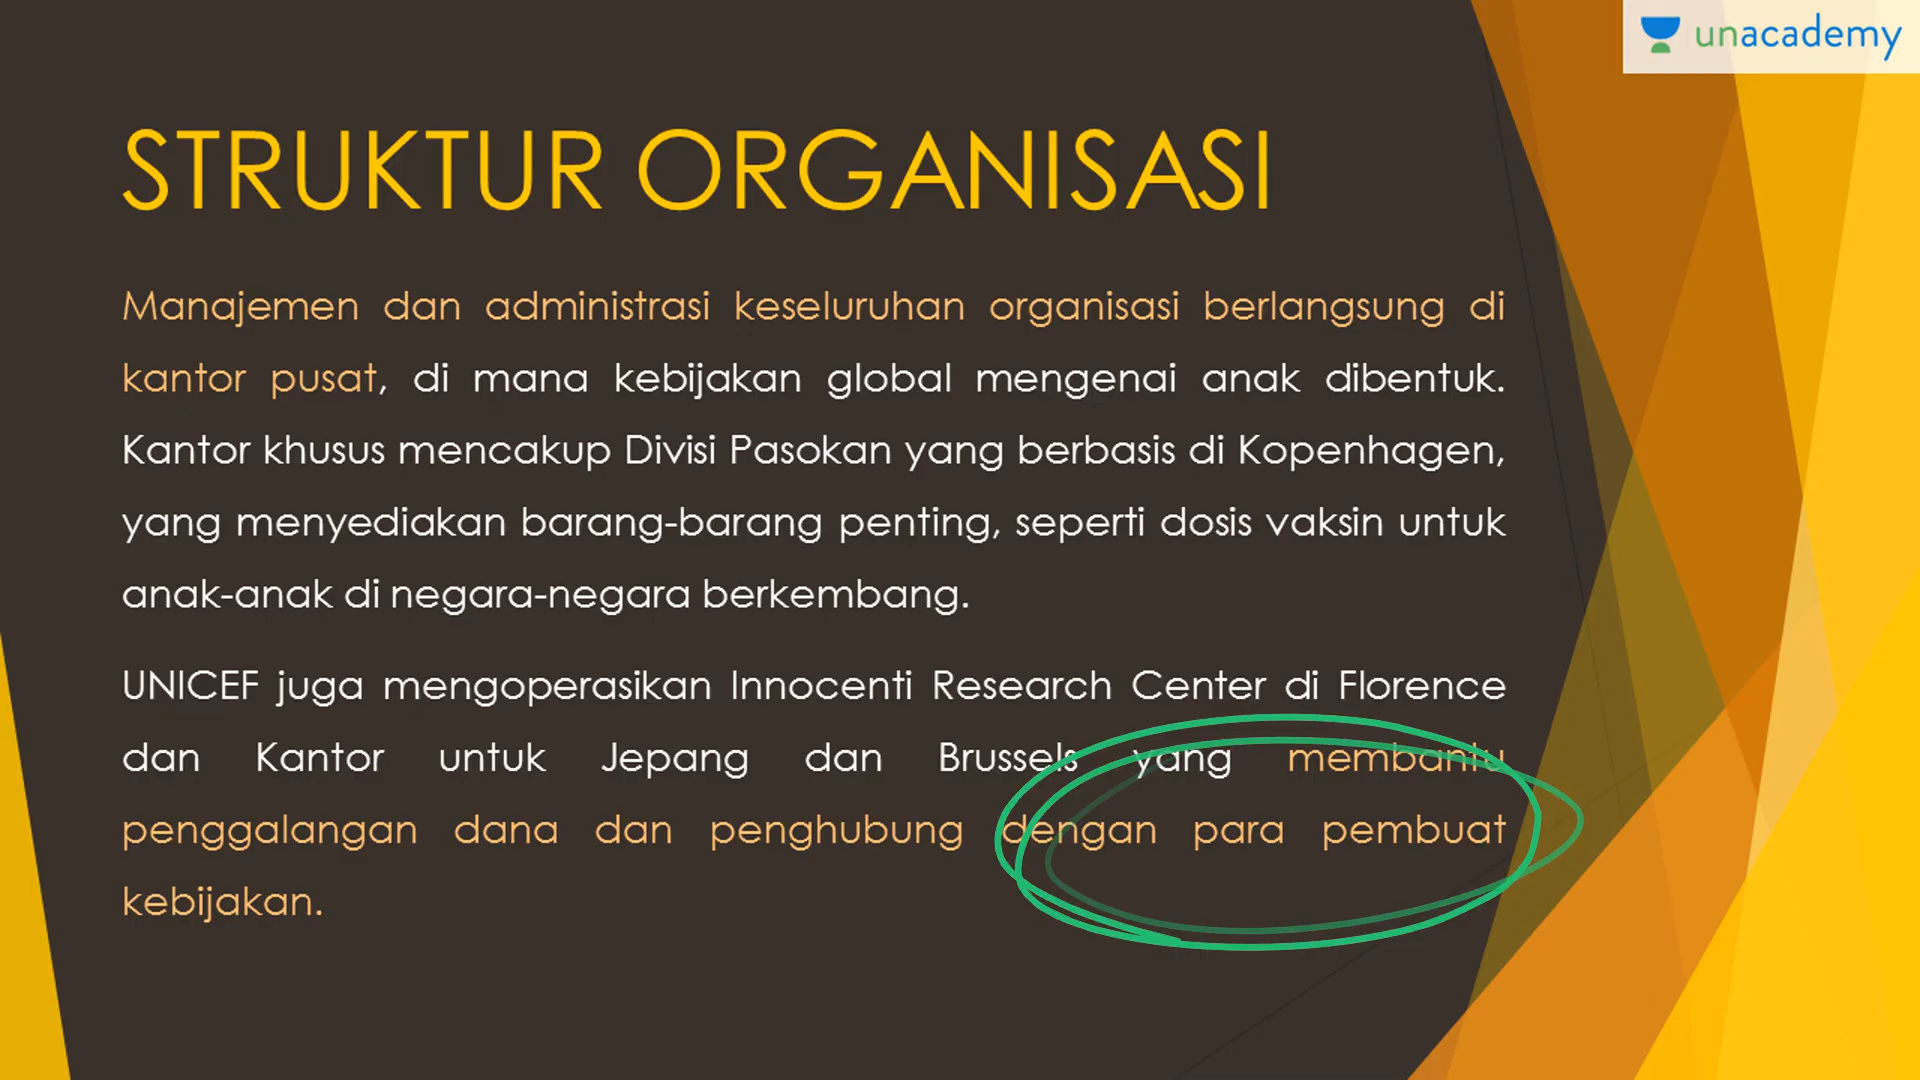 unacademy
STRUKTUR ORGANISASI
Manajemen dan administrasi keseluruhan organisasi berlangsung di
kantor pusat, di mana kebijakan global mengenai anak dibentuk.
Kantor khusus mencakup Divisi Pasokan yang berbasis di Kopenhagen,
yang menyediakan barang-barang penting, seperti dosis vaksin untuk
anak-anak di negara-negara berkembang.
UNICEF juga mengoperasikan Innocenti Research Center di Florence
dan Kantor untuk Jepang dan Brussels yang membantu
penggalangan dana dan penghubung dengan para pembuat
kebijakan.